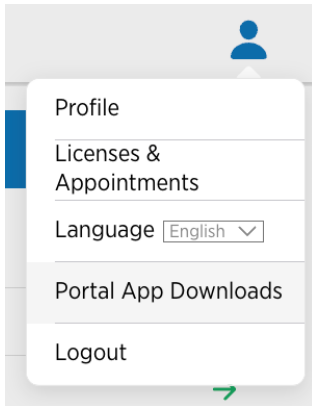 Profile
Licenses &
Appointments
Language English
Portal App Downloads
Logout